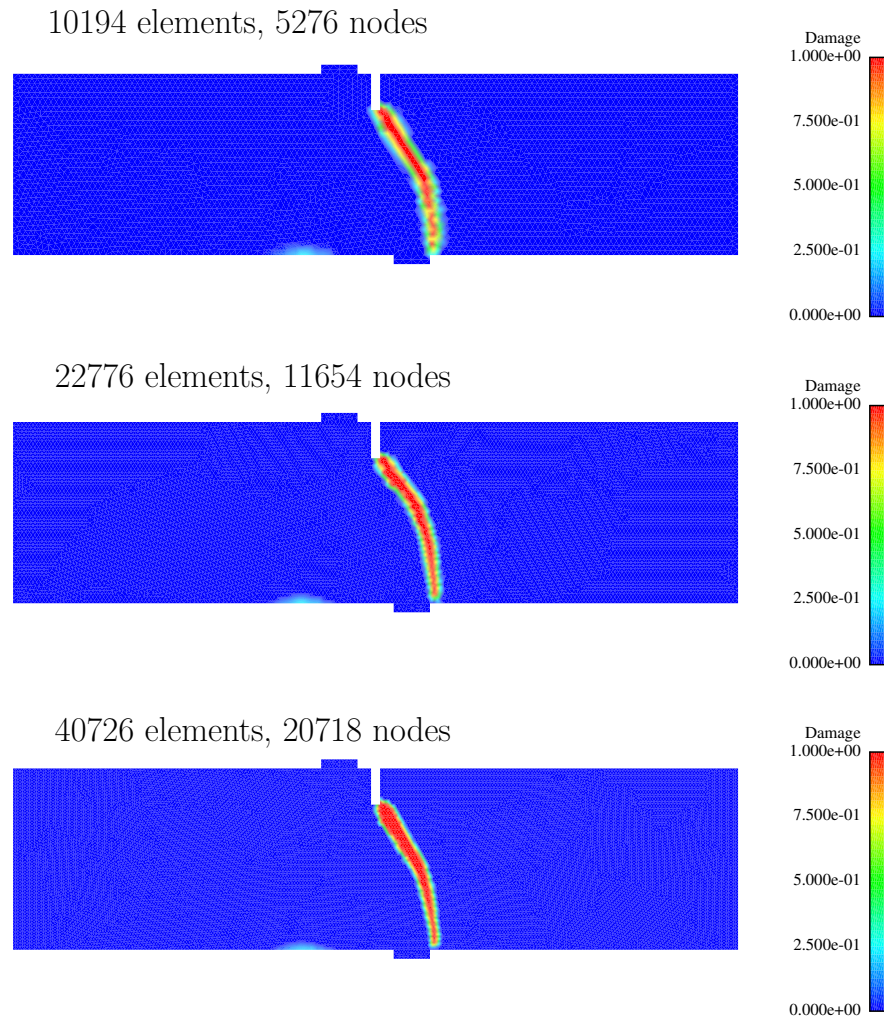 10194 elements, 5276 nodes
Damage
1.000e+00
7.500e-01
5.000e-01
2.500e-01
0.000e+00
22776 elements, 11654 nodes
Damage
1.000e+00
7.500e-01
5.000e-01
2.500e-01
0.000e+00
40726 elements, 20718 nodes
Damage
1.000e+00
7.500e-01
5.000e-01
2.500e-01
0.000e+00